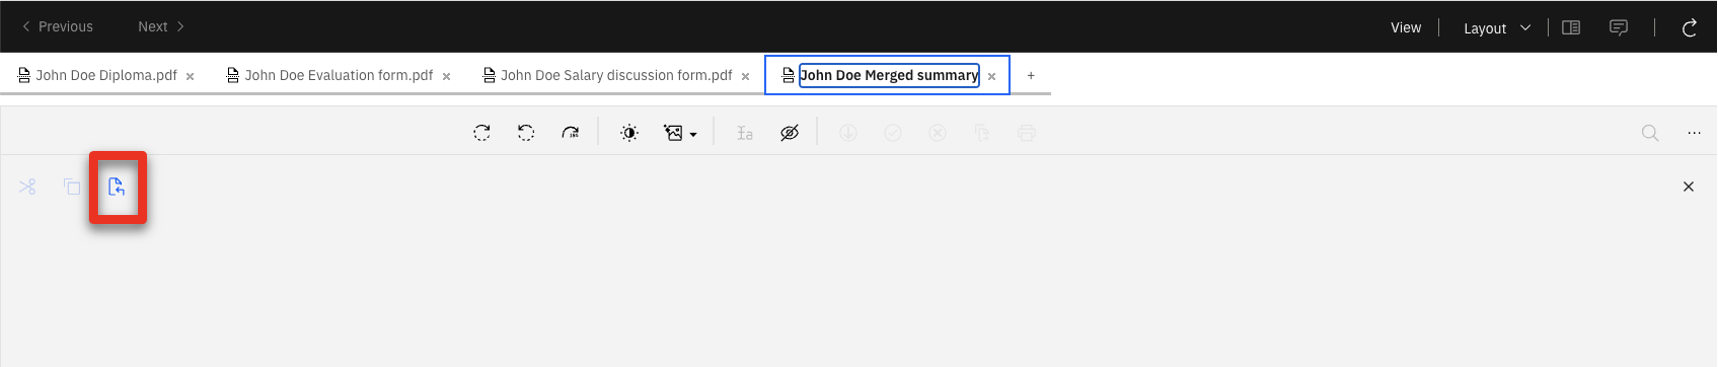 Previous Next View Layout
John Doe Diploma.pdf John Doe Evaluation form.pdf John Doe Salary discussion form.pdf John Doe Merged summary